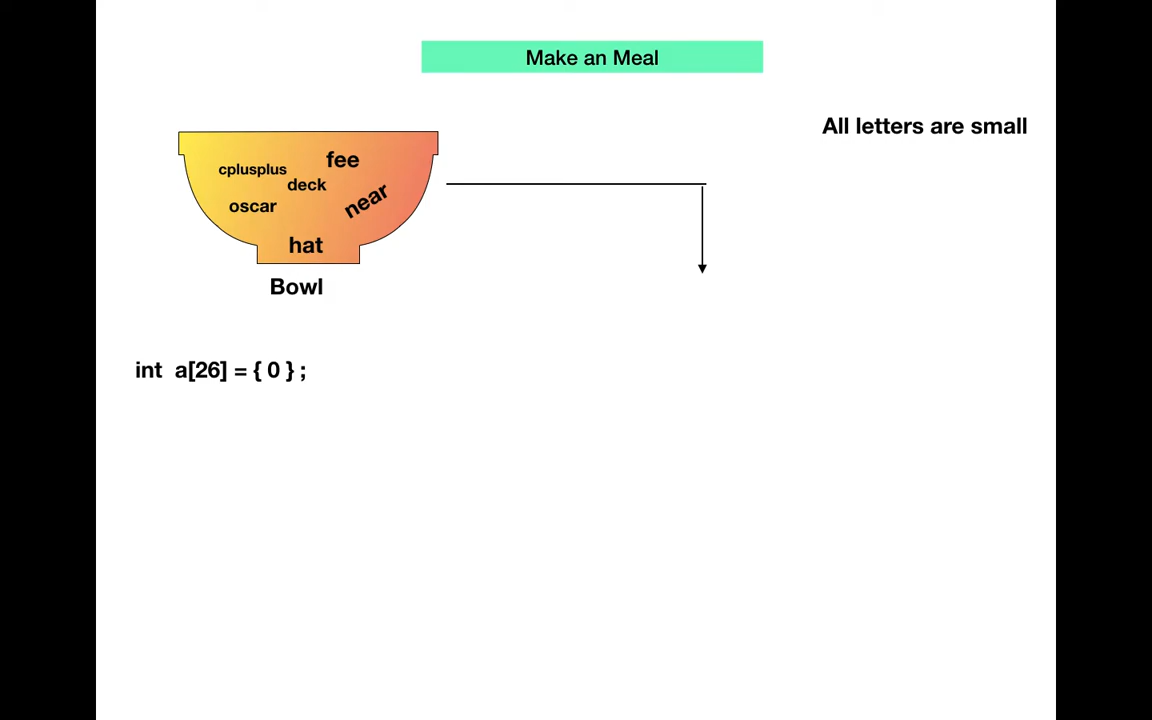 Make an Meal
All letters are small
fee
cplusplus
deck
near
oscar
hat
Bowl
int a[26] = { 0 } ;